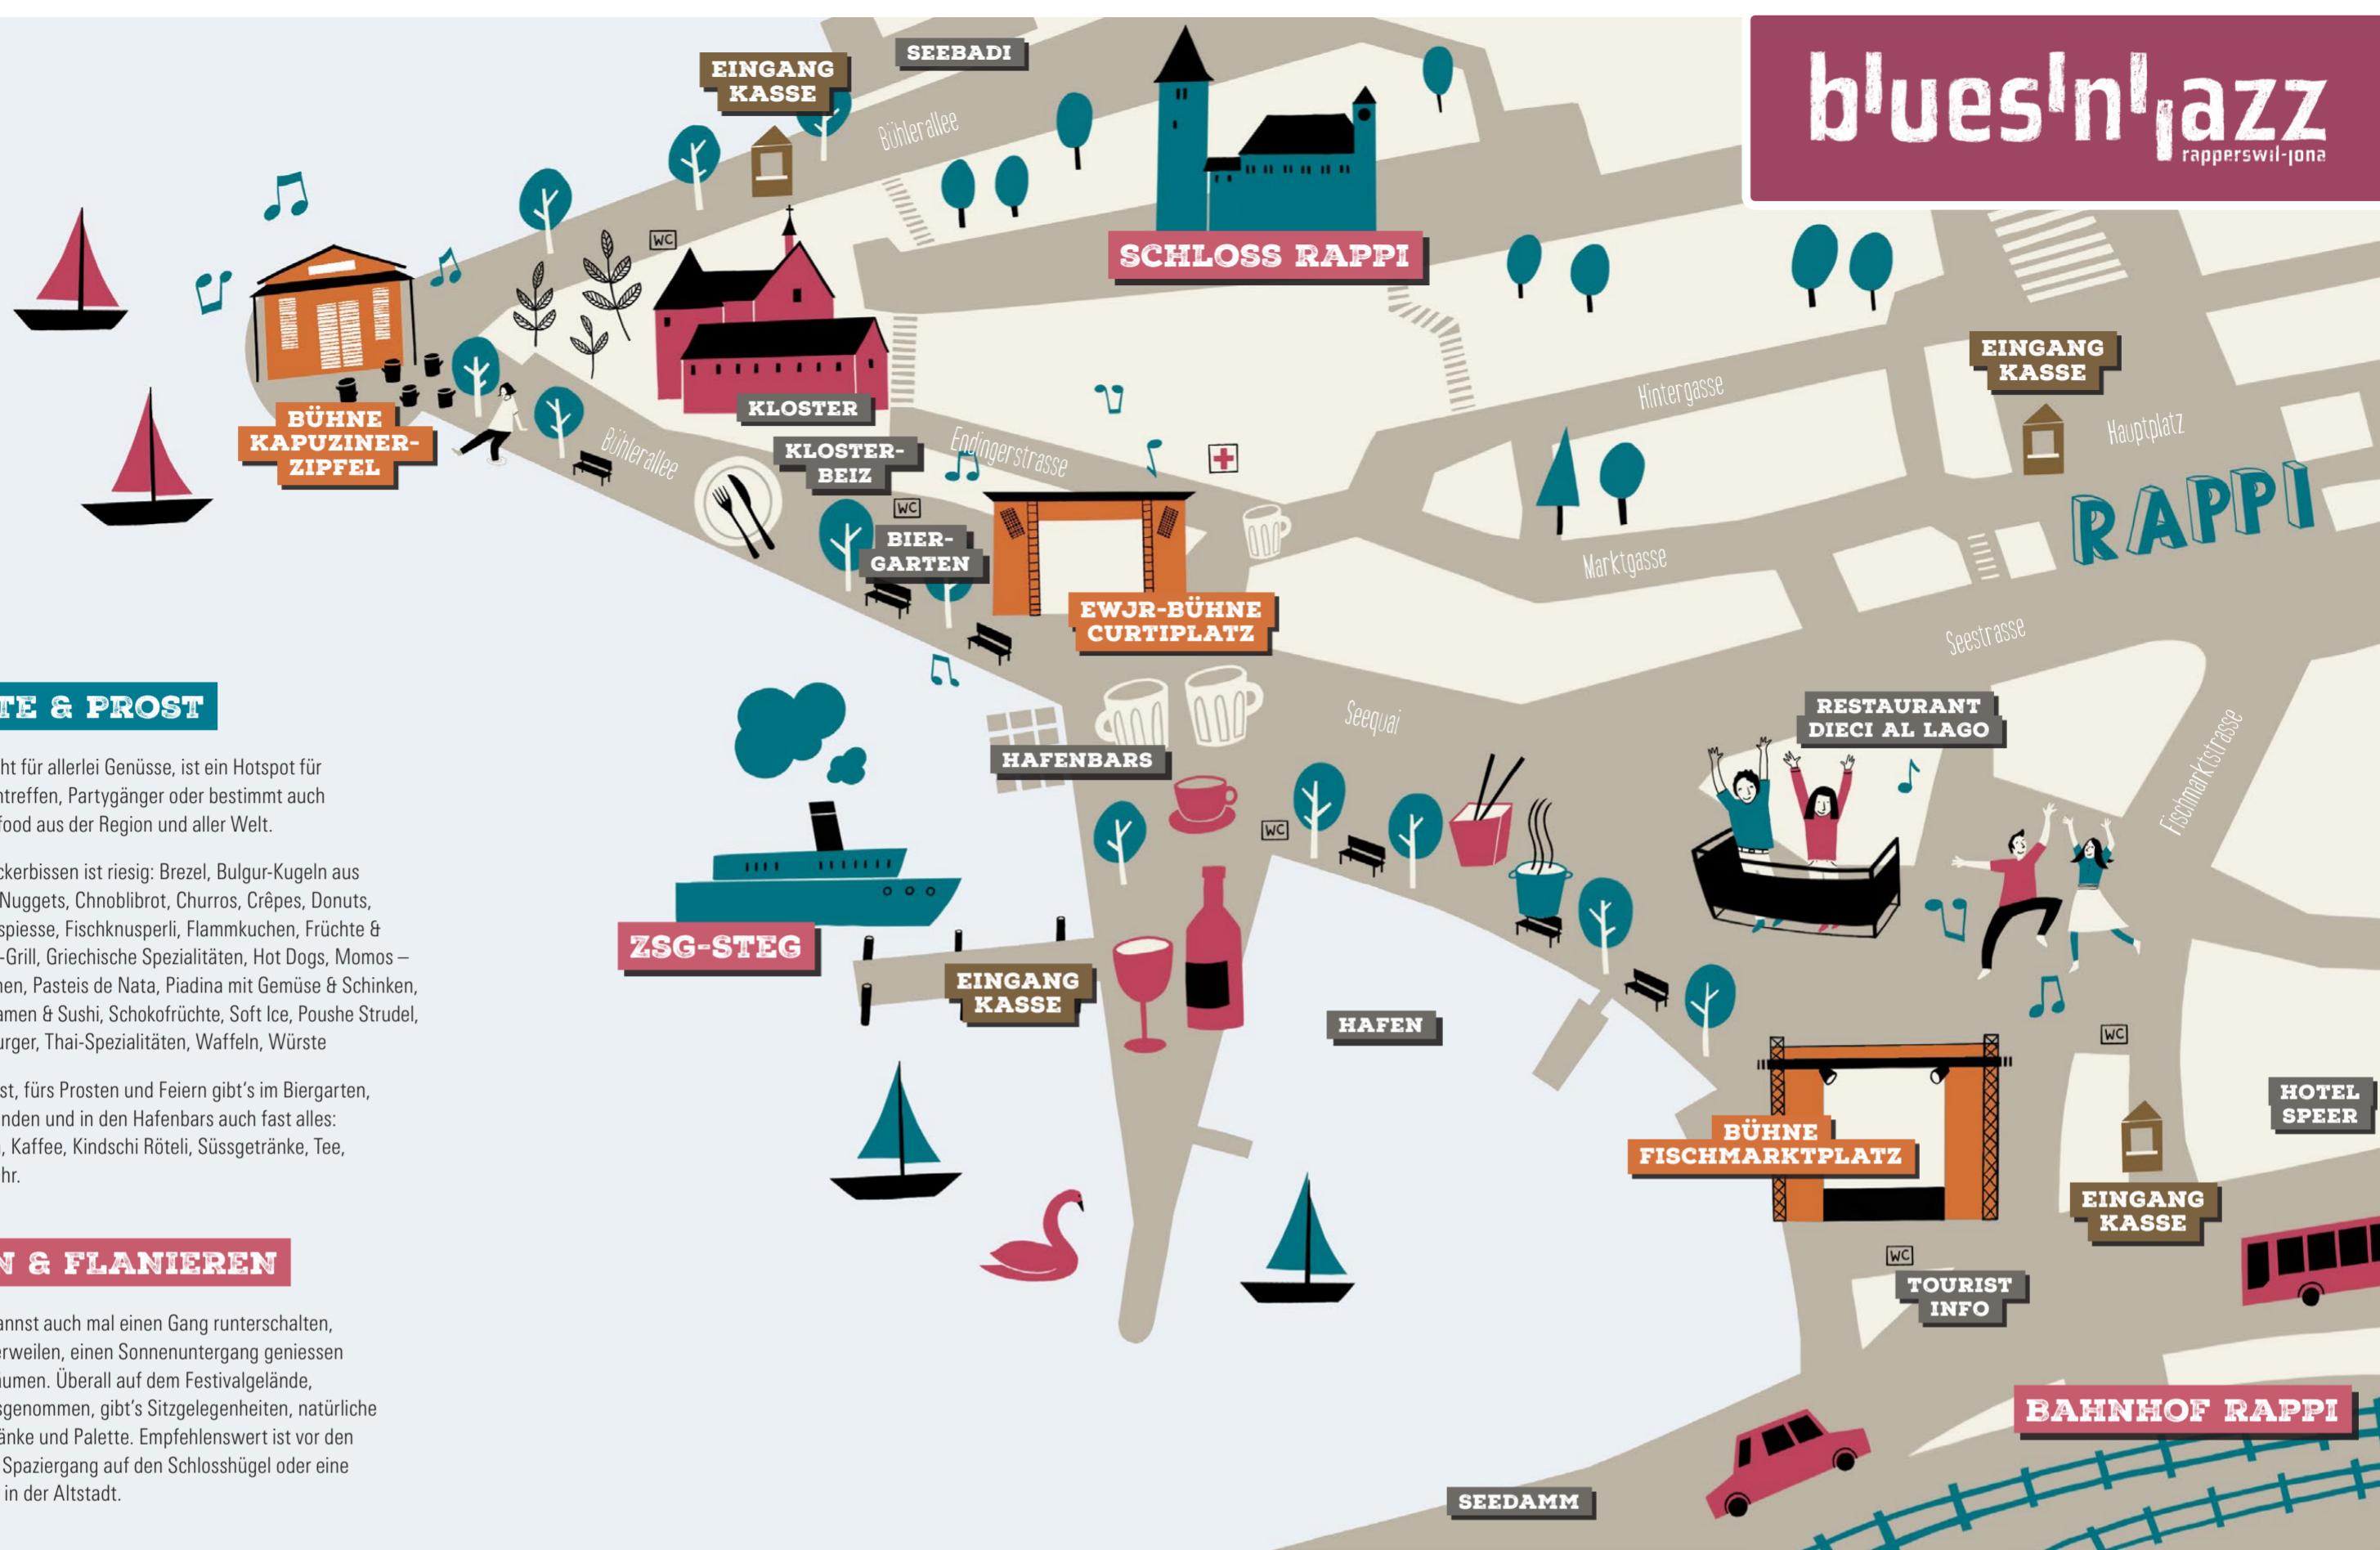 blues'n'jazz
rapperswil-jona
EINGANG
KASSE
SEEBADI
Bühlerallee
SCHLOSS RAPPI
WC
EINGANG
KASSE
Hauptplatz
RAPPI
Hintergasse
BÜHNE
KAPUZINER-
ZIPFEL
Bühlerallee
KLOSTER
KLOSTER-
BEIZ
Endingerstrasse
WC
BIER-
GARTEN
EWJR-BÜHNE
CURTIPLATZ
Marktgasse
Seestrasse
Seequai
HAFENBARS
WC
RESTAURANT
DIECI AL LAGO
Fischmarktstrasse
ZSG-STEG
EINGANG
KASSE
HAFEN
WC
HOTEL
SPEER
BÜHNE
FISCHMARKTPLATZ
EINGANG
KASSE
WC
TOURIST
INFO
BAHNHOF RAPPI
SEEDAMM
TE & PROST
ht für allerlei Genüsse, ist ein Hotspot für
ntreffen, Partygänger oder bestimmt auch
food aus der Region und aller Welt.
ckerbissen ist riesig: Brezel, Bulgur-Kugeln aus
Nuggets, Chnoblibrot, Churros, Crêpes, Donuts,
spiesse, Fischknusperli, Flammkuchen, Früchte &
-Grill, Griechische Spezialitäten, Hot Dogs, Momos –
nen, Pasteis de Nata, Piadina mit Gemüse & Schinken,
amen & Sushi, Schokofrüchte, Soft Ice, Poushe Strudel,
urger, Thai-Spezialitäten, Waffeln, Würste
st, fürs Prosten und Feiern gibt's im Biergarten,
nden und in den Hafenbars auch fast alles:
, Kaffee, Kindschi Röteli, Süssgetränke, Tee,
hr.
N & FLANIEREN
annst auch mal einen Gang runterschalten,
erweilen, einen Sonnenuntergang geniessen
umen. Überall auf dem Festivalgelände,
sgenommen, gibt's Sitzgelegenheiten, natürliche
änke und Palette. Empfehlenswert ist vor den
Spaziergang auf den Schlosshügel oder eine
in der Altstadt.